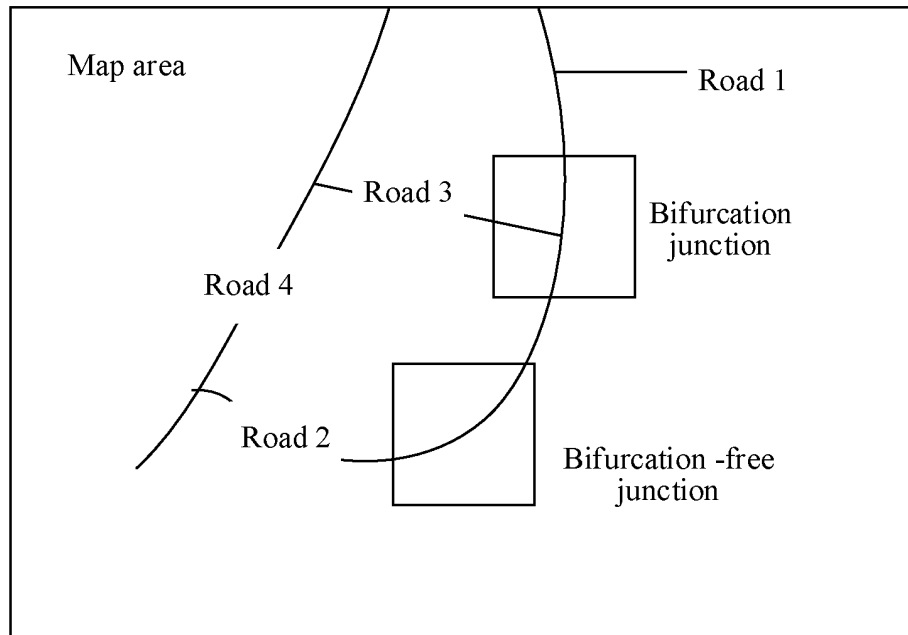 Map area
Road 1
Road 3
Bifurcation
junction
Road 4
Road 2
Bifurcation -free
junction